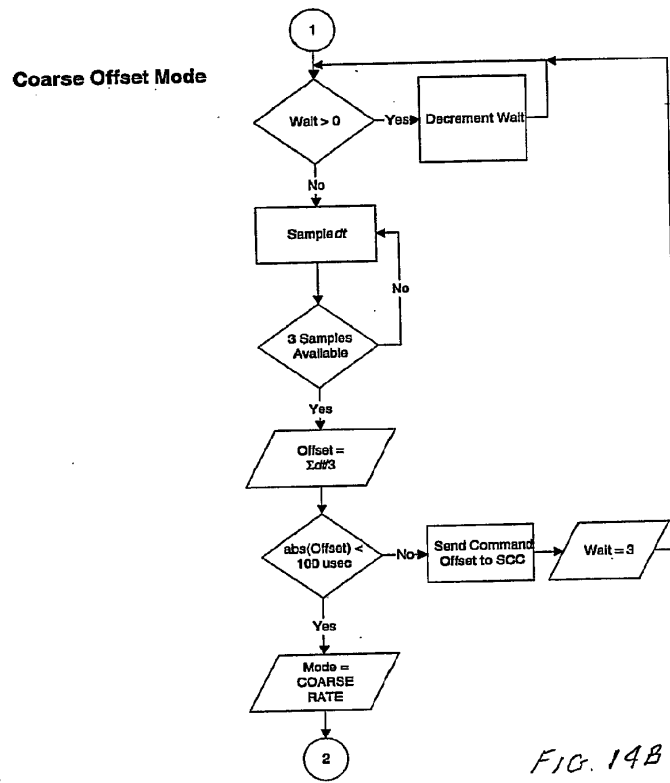 1
Coarse Offset Mode
Wait > 0
Yes
Decrement Wait
No
Sample dt
No
3 Samples
Available
Yes
Offset =
Σdt/3
abs(Offset) <
100 usec
No
Send Command
Offset to SCC
Wait = 3
Yes
Mode =
COARSE
RATE
2
FIG. 14B